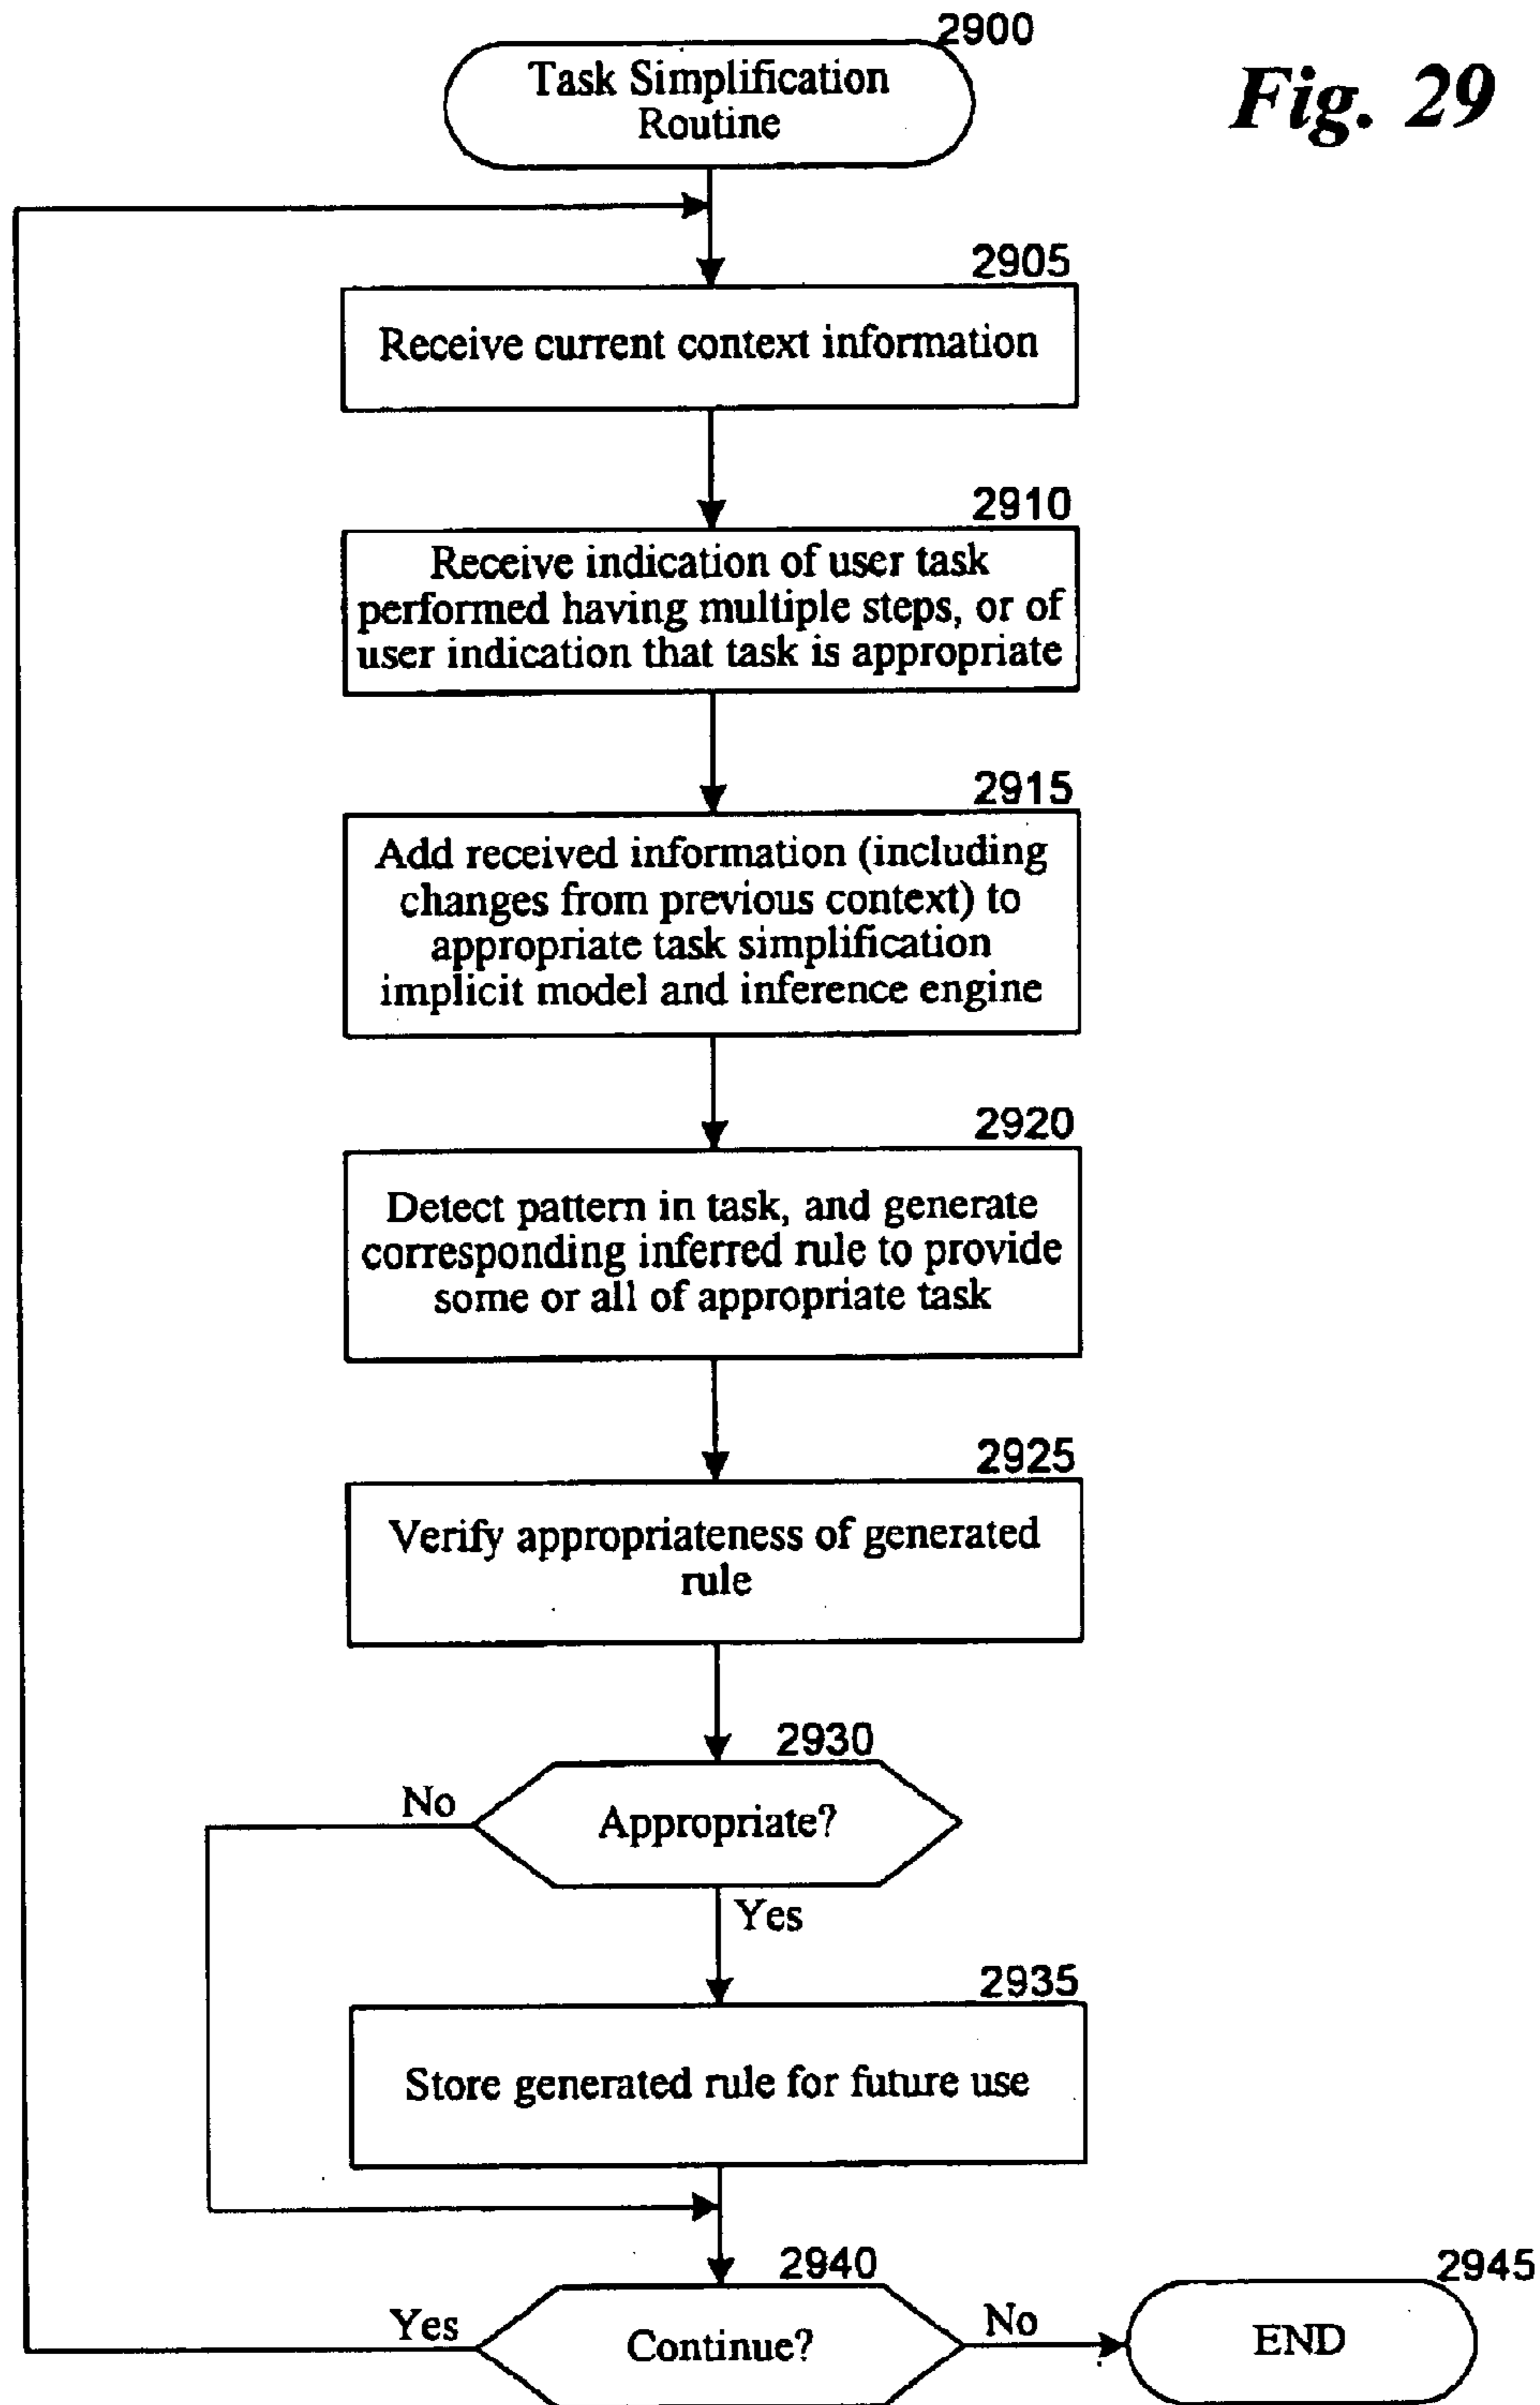 2900
Task Simplification
Routine
Fig. 29
2905
Receive current context information
2910
Receive indication of user task
performed having multiple steps, or of
user indication that task is appropriate
2915
Add received information (including
changes from previous context) to
appropriate task simplification
implicit model and inference engine
2920
Detect pattern in task, and generate
corresponding inferred rule to provide
some or all of appropriate task
2925
Verify appropriateness of generated
rule
2930
No
Appropriate?
Yes
2935
Store generated rule for future use
2940
2945
Yes
Continue?
No
END